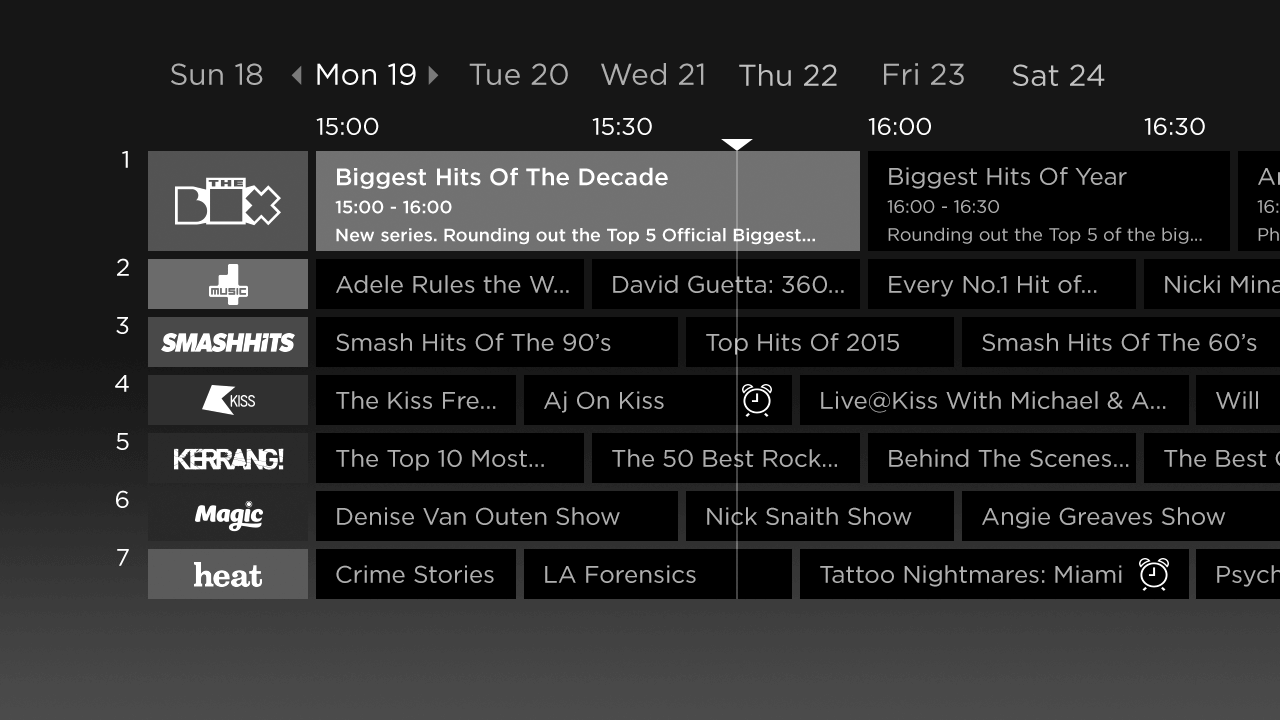 Sun 18 Mon 19 Tue 20 Wed 21 Thu 22 Fri 23 Sat 24
15:00 15:30 16:00 16:30
1 THE BOX Biggest Hits Of The Decade Biggest Hits Of Year
15:00 - 16:00 16:00 - 16:30 16:
New series. Rounding out the Top 5 Official Biggest... Rounding out the Top 5 of the big... Ph
2 4 MUSIC Adele Rules the W... David Guetta: 360... Every No.1 Hit of... Nicki Mina
3 SMASHHiTS Smash Hits Of The 90’s Top Hits Of 2015 Smash Hits Of The 60’s
4 KISS The Kiss Fre... Aj On Kiss Live@Kiss With Michael & A... Will
5 KERRANG! The Top 10 Most... The 50 Best Rock... Behind The Scenes... The Best
6 Magic Denise Van Outen Show Nick Snaith Show Angie Greaves Show
7 heat Crime Stories LA Forensics Tattoo Nightmares: Miami Psych